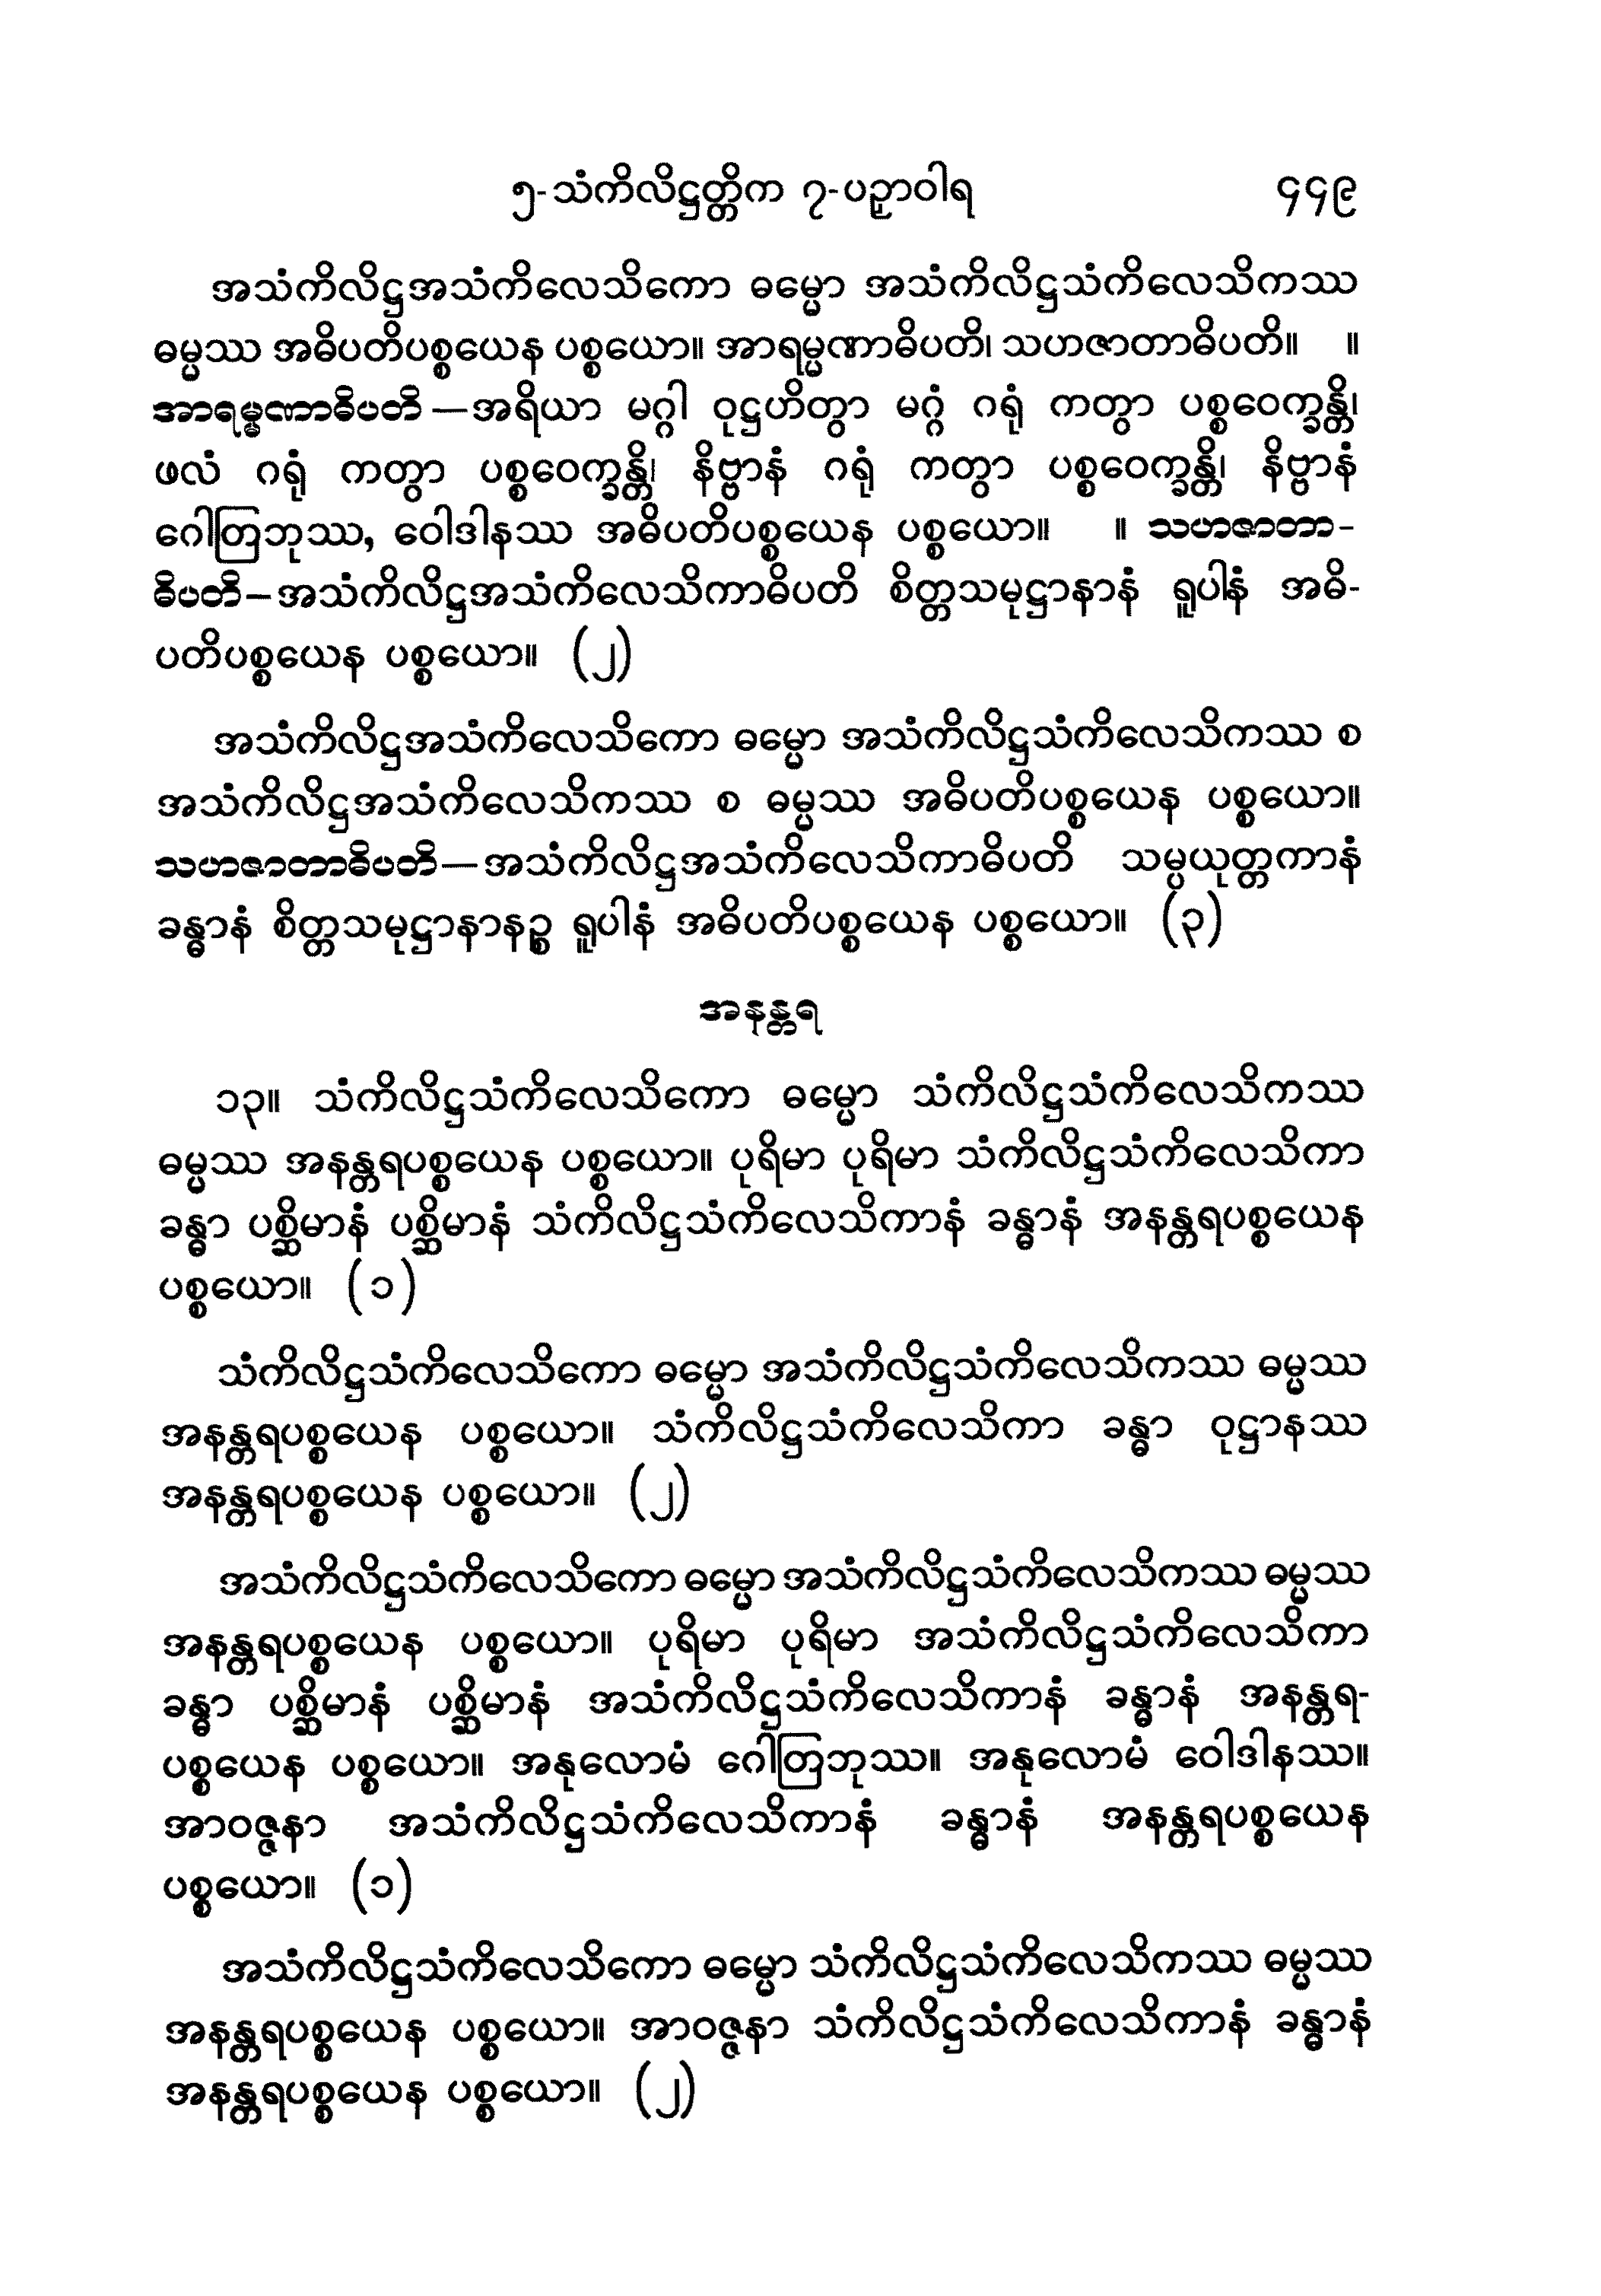 ၅-သံကိလိဋ္ဌတ္တိက ၇-ပဉှာဝါရ ၄၄၉
အသံကိလိဋ္ဌအသံကိလေသိကော ဓမ္မော အသံကိလိဋ္ဌသံကိလေသိကဿ
ဓမ္မဿ အဓိပတိပစ္စယေန ပစ္စယော။ အာရမ္မဏာဓိပတိ၊ သဟဇာတာဓိပတိ။ ။
အာရမ္မဏာဓိပတိ —အရိယာ မဂ္ဂါ ဝုဋ္ဌဟိတွာ မဂ္ဂံ ဂရုံ ကတွာ ပစ္စဝေက္ခန္တိ၊
ဖလံ ဂရုံ ကတွာ ပစ္စဝေက္ခန္တိ၊ နိဗ္ဗာနံ ဂရုံ ကတွာ ပစ္စဝေက္ခန္တိ၊ နိဗ္ဗာနံ
ဂေါတြဘုဿ, ဝေါဒါနဿ အဓိပတိပစ္စယေန ပစ္စယော။ ။ သဟဇာတာ-
ဓိပတိ—အသံကိလိဋ္ဌအသံကိလေသိကာဓိပတိ စိတ္တသမုဋ္ဌာနာနံ ရူပါနံ အဓိ-
ပတိပစ္စယေန ပစ္စယော။ (၂)
အသံကိလိဋ္ဌအသံကိလေသိကော ဓမ္မော အသံကိလိဋ္ဌသံကိလေသိကဿ စ
အသံကိလိဋ္ဌအသံကိလေသိကဿ စ ဓမ္မဿ အဓိပတိပစ္စယေန ပစ္စယော။
သဟဇာတာဓိပတိ—အသံကိလိဋ္ဌအသံကိလေသိကာဓိပတိ သမ္ပယုတ္တကာနံ
ခန္ဓာနံ စိတ္တသမုဋ္ဌာနာနဉ္စ ရူပါနံ အဓိပတိပစ္စယေန ပစ္စယော။ (၃)
အနန္တရ
၁၃။ သံကိလိဋ္ဌသံကိလေသိကော ဓမ္မော သံကိလိဋ္ဌသံကိလေသိကဿ
ဓမ္မဿ အနန္တရပစ္စယေန ပစ္စယော။ ပုရိမာ ပုရိမာ သံကိလိဋ္ဌသံကိလေသိကာ
ခန္ဓာ ပစ္ဆိမာနံ ပစ္ဆိမာနံ သံကိလိဋ္ဌသံကိလေသိကာနံ ခန္ဓာနံ အနန္တရပစ္စယေန
ပစ္စယော။ (၁)
သံကိလိဋ္ဌသံကိလေသိကော ဓမ္မော အသံကိလိဋ္ဌသံကိလေသိကဿ ဓမ္မဿ
အနန္တရပစ္စယေန ပစ္စယော။ သံကိလိဋ္ဌသံကိလေသိကာ ခန္ဓာ ဝုဋ္ဌာနဿ
အနန္တရပစ္စယေန ပစ္စယော။ (၂)
အသံကိလိဋ္ဌသံကိလေသိကော ဓမ္မော အသံကိလိဋ္ဌသံကိလေသိကဿ ဓမ္မဿ
အနန္တရပစ္စယေန ပစ္စယော။ ပုရိမာ ပုရိမာ အသံကိလိဋ္ဌသံကိလေသိကာ
ခန္ဓာ ပစ္ဆိမာနံ ပစ္ဆိမာနံ အသံကိလိဋ္ဌသံကိလေသိကာနံ ခန္ဓာနံ အနန္တရ-
ပစ္စယေန ပစ္စယော။ အနုလောမံ ဂေါတြဘုဿ။ အနုလောမံ ဝေါဒါနဿ။
အာဝဇ္ဇနာ အသံကိလိဋ္ဌသံကိလေသိကာနံ ခန္ဓာနံ အနန္တရပစ္စယေန
ပစ္စယော။ (၁)
အသံကိလိဋ္ဌသံကိလေသိကော ဓမ္မော သံကိလိဋ္ဌသံကိလေသိကဿ ဓမ္မဿ
အနန္တရပစ္စယေန ပစ္စယော။ အာဝဇ္ဇနာ သံကိလိဋ္ဌသံကိလေသိကာနံ ခန္ဓာနံ
အနန္တရပစ္စယေန ပစ္စယော။ (၂)